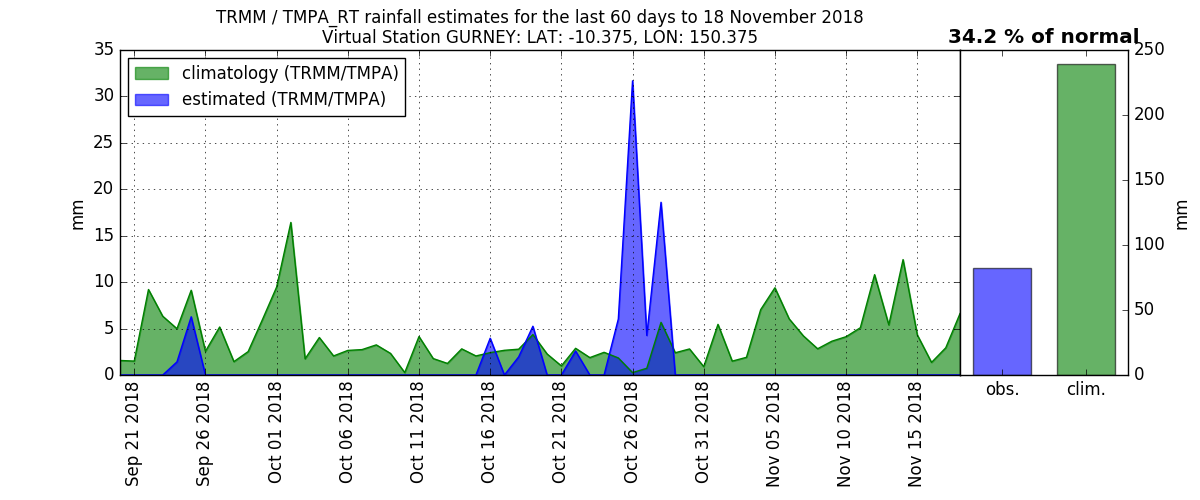 TRMM / TMPA_RT rainfall estimates for the last 60 days to 18 November 2018
Virtual Station GURNEY: LAT: -10.375, LON: 150.375
34.2 % of normal
climatology (TRMM/TMPA)
estimated (TRMM/TMPA)
35
30
25
20
15
10
5
0
mm
Sep 21 2018
Sep 26 2018
Oct 01 2018
Oct 06 2018
Oct 11 2018
Oct 16 2018
Oct 21 2018
Oct 26 2018
Oct 31 2018
Nov 05 2018
Nov 10 2018
Nov 15 2018
obs.
clim.
250
200
150
100
50
0
mm